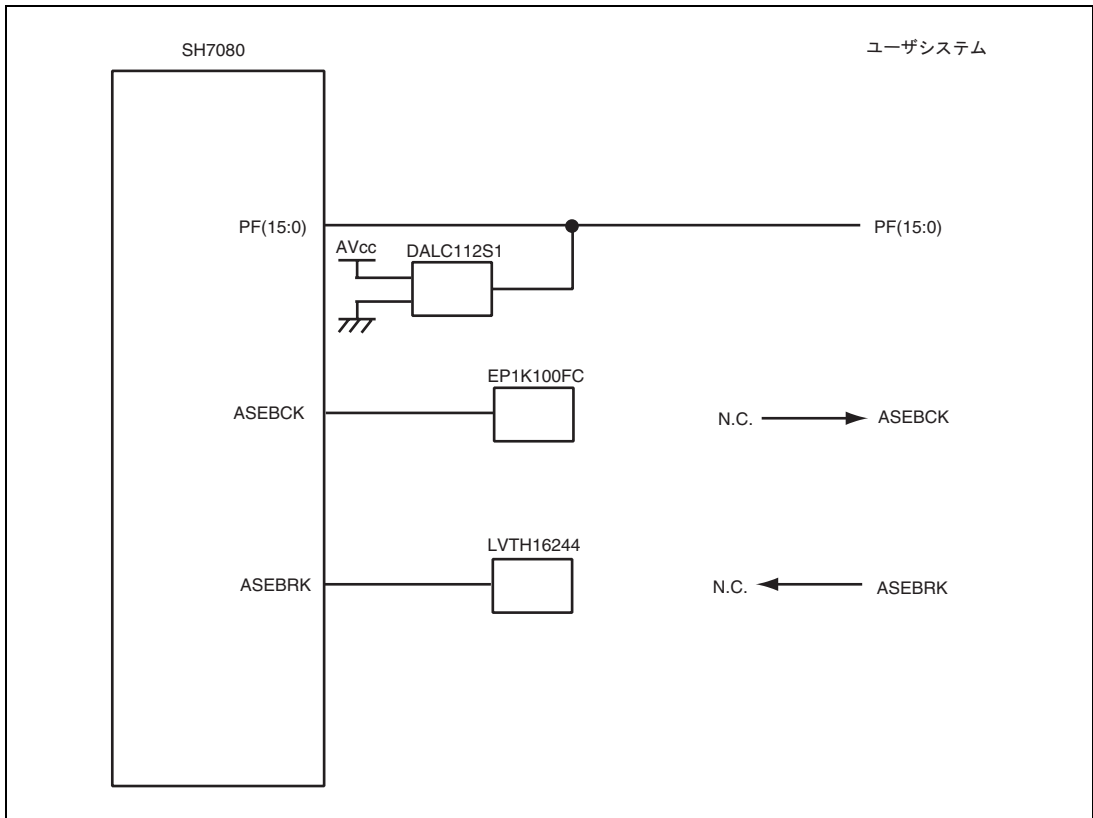 SH7080
ユーザシステム
PF(15:0)
PF(15:0)
AVcc
DALC112S1
EP1K100FC
ASEBCK
N.C.
ASEBCK
LVTH16244
ASEBRK
N.C.
ASEBRK